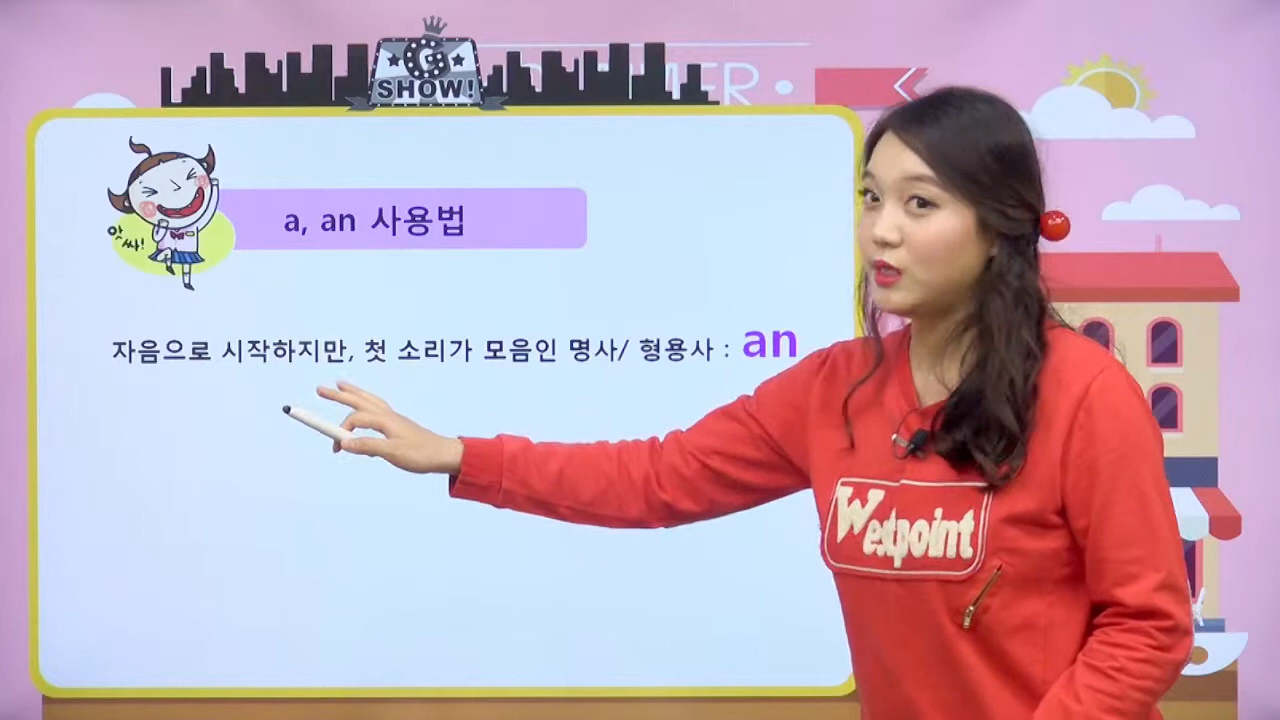 G
SHOW!
앗싸!
a, an 사용법
자음으로 시작하지만, 첫 소리가 모음인 명사/ 형용사 : an
Westpoint